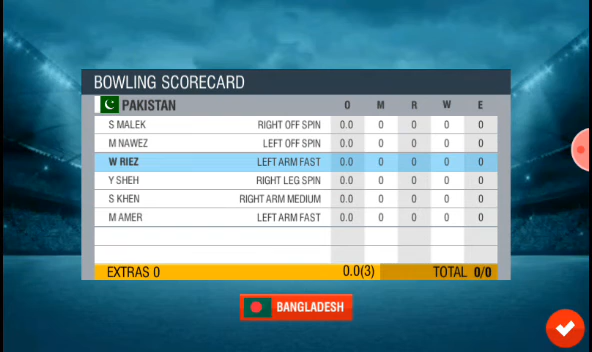 BOWLING SCORECARD
PAKISTAN O M R W E
S MALEK RIGHT OFF SPIN 0.0 0 0 0 0
M NAWEZ LEFT OFF SPIN 0.0 0 0 0 0
W RIEZ LEFT ARM FAST 0.0 0 0 0 0
Y SHEH RIGHT LEG SPIN 0.0 0 0 0 0
S KHEN RIGHT ARM MEDIUM 0.0 0 0 0 0
M AMER LEFT ARM FAST 0.0 0 0 0 0
EXTRAS 0 0.0(3) TOTAL 0/0
BANGLADESH